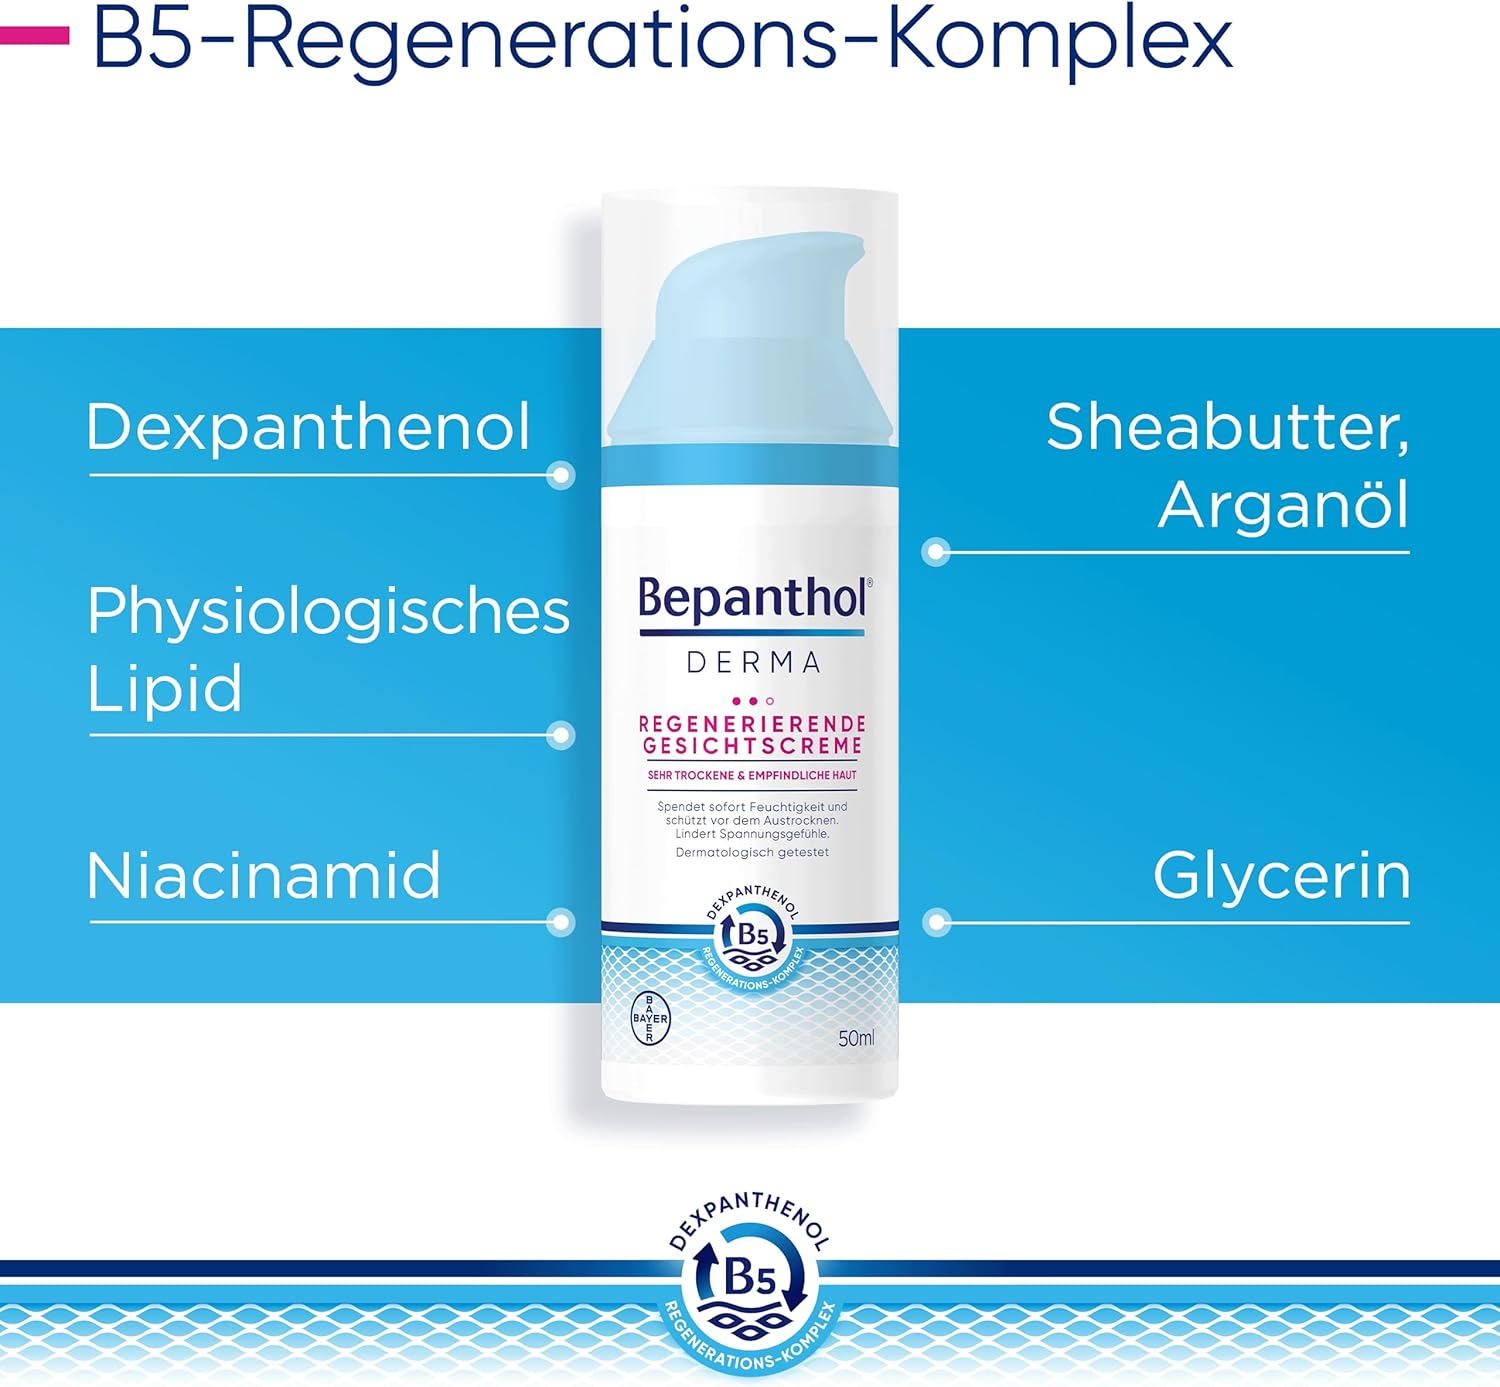 B5-Regenerations-Komplex
Dexpanthenol
Physiologisches
Lipid
Niacinamid
Sheabutter,
Arganöl
Glycerin
Bepanthol®
DERMA
REGENERIERENDE
GESICHTSCREME
SEHR TROCKENE & EMPFINDLICHE HAUT
Spendet sofort Feuchtigkeit und
schützt vor dem Austrocknen.
Lindert Spannungsgefühle.
Dermatologisch getestet
DEXPANTHENOL
B5
REGENERATIONS-KOMPLEX
BAYER
BAYER
50ml
DEXPANTHENOL
B5
REGENERATIONS-KOMPLEX